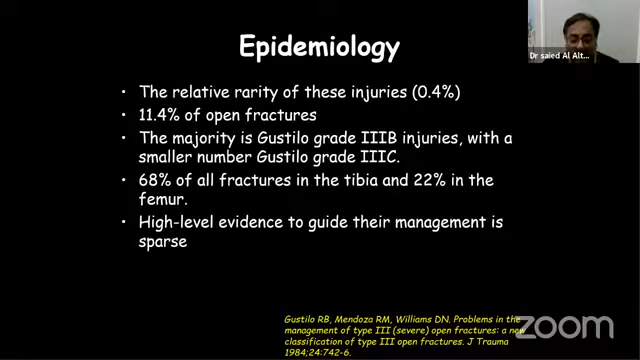 Epidemiology
Dr saied Al Alt...
• The relative rarity of these injuries (0.4%)
• 11.4% of open fractures
• The majority is Gustilo grade IIIB injuries, with a
smaller number Gustilo grade IIIC.
• 68% of all fractures in the tibia and 22% in the
femur.
• High-level evidence to guide their management is
sparse
Gustilo RB, Mendoza RM, Williams DN. Problems in the
management of type III (severe) open fractures: a new
classification of type III open fractures. J Trauma
1984;24:742-6.
zoom